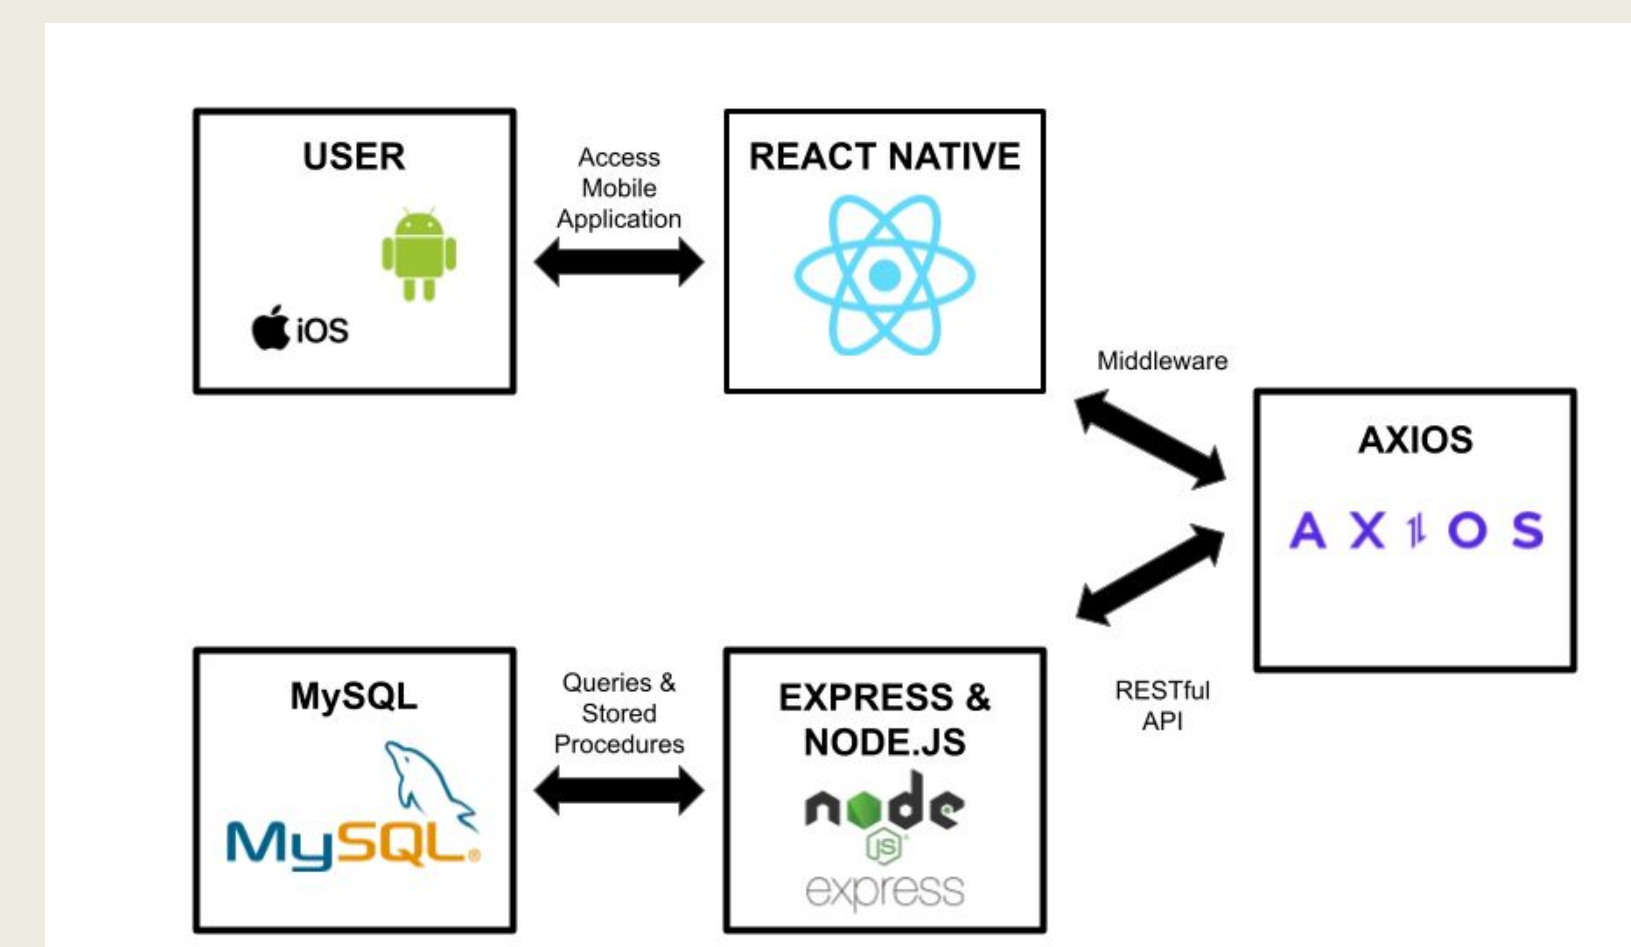 USER
iOS
Access
Mobile
Application
REACT NATIVE
Middleware
AXIOS
AXIOS
RESTful
API
EXPRESS &
NODE.JS
node
JS
express
Queries &
Stored
Procedures
MySQL
MySQL®